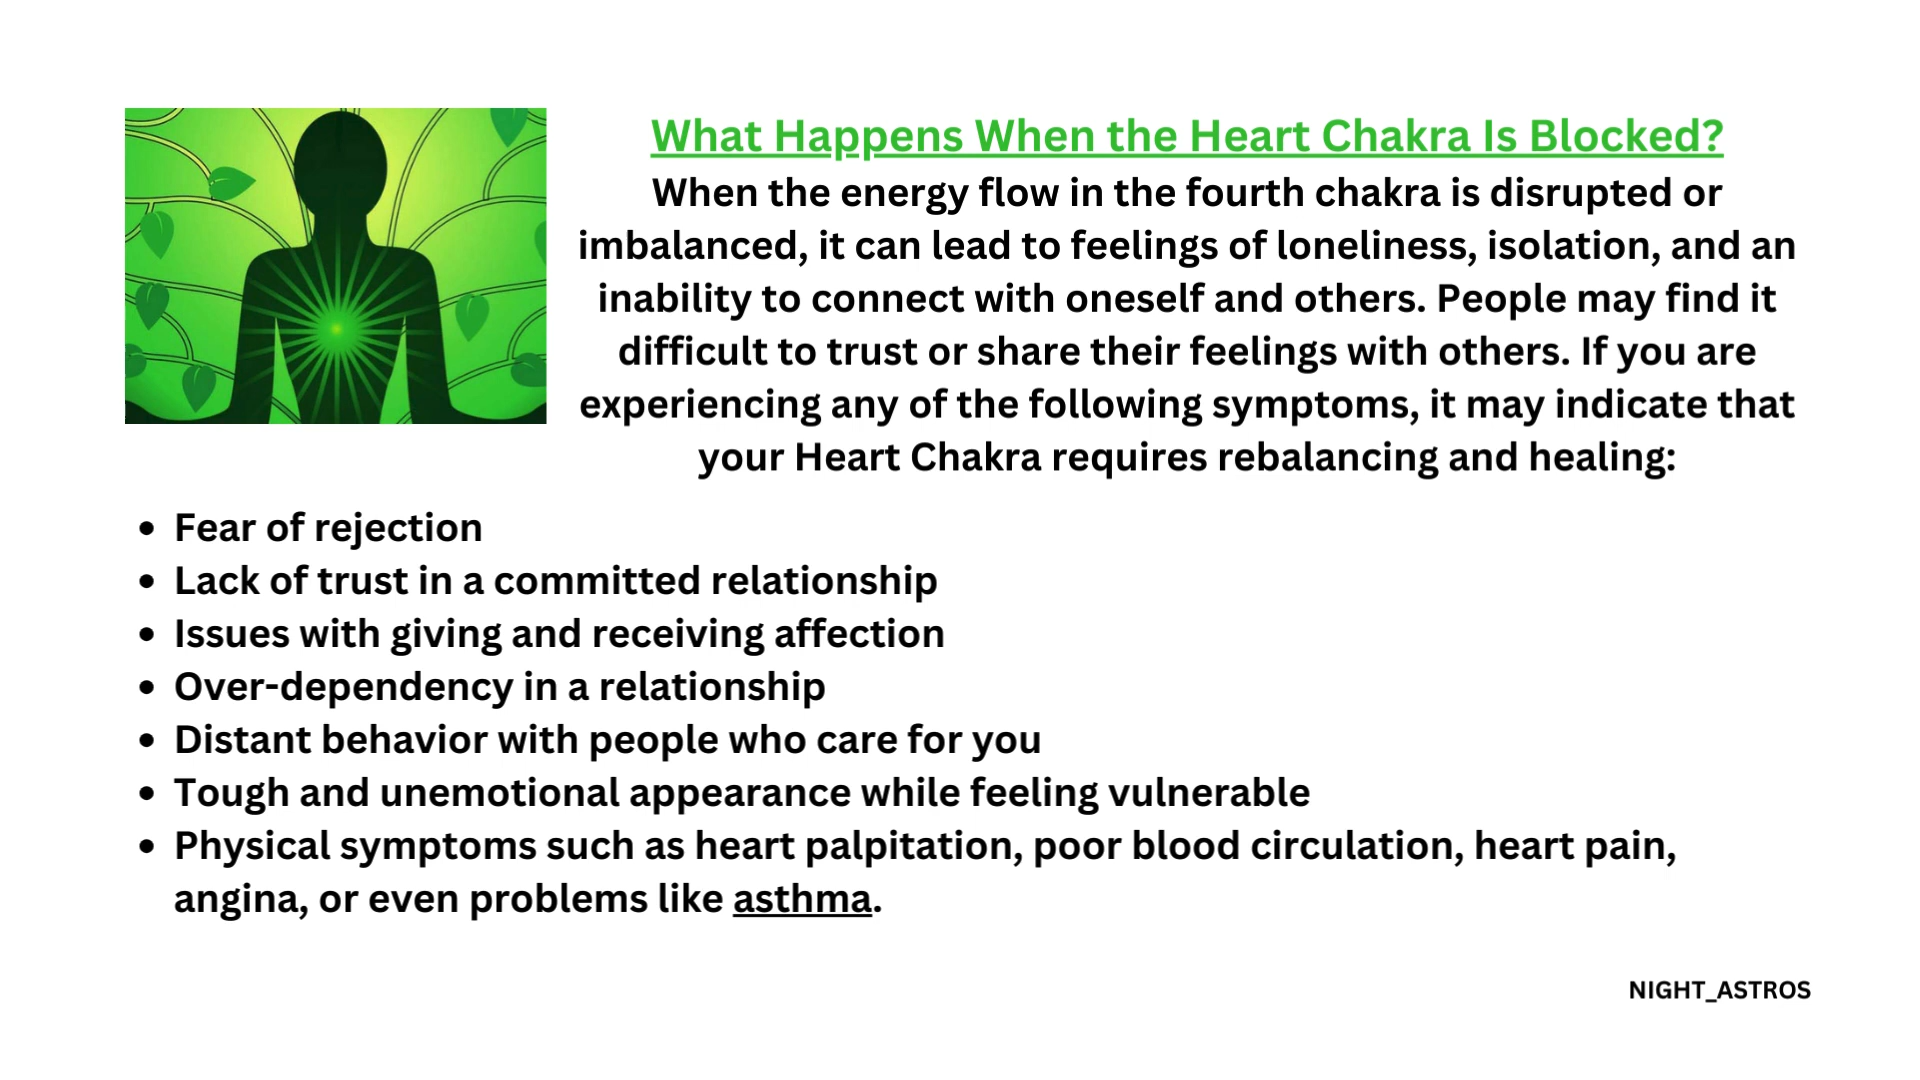 What Happens When the Heart Chakra Is Blocked?
When the energy flow in the fourth chakra is disrupted or
imbalanced, it can lead to feelings of loneliness, isolation, and an
inability to connect with oneself and others. People may find it
difficult to trust or share their feelings with others. If you are
experiencing any of the following symptoms, it may indicate that
your Heart Chakra requires rebalancing and healing:
• Fear of rejection
• Lack of trust in a committed relationship
• Issues with giving and receiving affection
• Over-dependency in a relationship
• Distant behavior with people who care for you
• Tough and unemotional appearance while feeling vulnerable
• Physical symptoms such as heart palpitation, poor blood circulation, heart pain,
angina, or even problems like asthma.
NIGHT_ASTROS